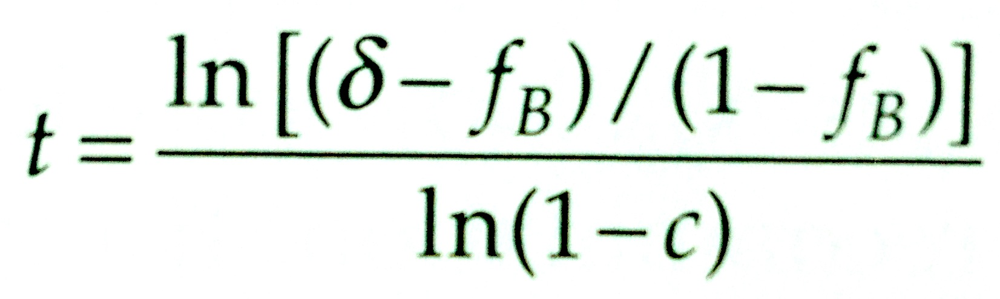 t = ln [(δ − f_B) / (1 − f_B)] / ln(1 − c)